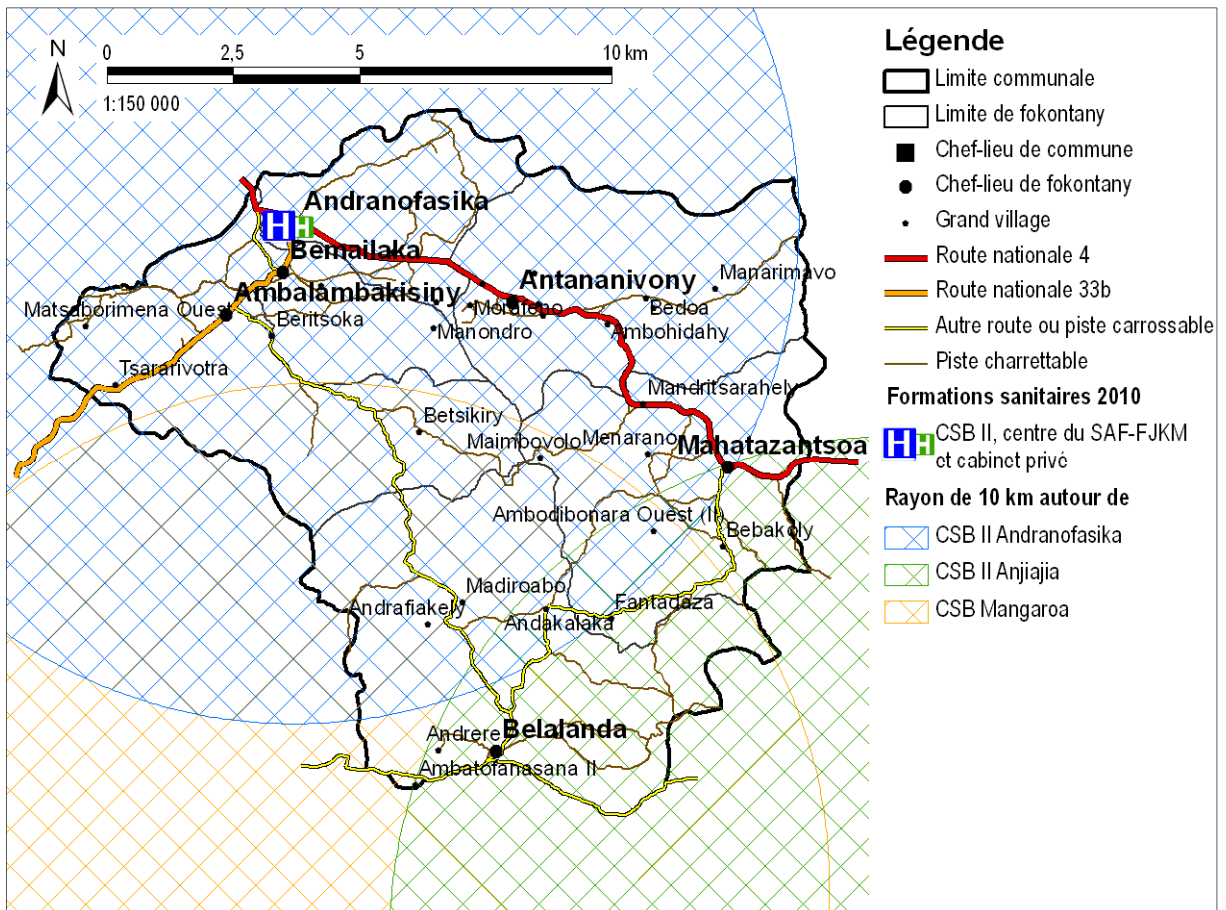 N
0 2,5 5 10 km
1:150 000
Andranofasika
H H
Bemailaka
Ambalambakisiny
Antananivony
Manarimavo
Matsaborimena Ouest
Beritsoka
Morafono
Bedoa
Manondro
Ambohidahy
Tsararivotra
Mandritsarahely
Betsikiry
Maimbovolo
Menarano
Mahatazantsoa
Ambodibonara Ouest (II)
Bebakoly
Madiroabo
Andrafiakely
Fantadaza
Andakalaka
Andrere
Belalanda
Ambatofanasana II
Légende
Limite communale
Limite de fokontany
Chef-lieu de commune
Chef-lieu de fokontany
Grand village
Route nationale 4
Route nationale 33b
Autre route ou piste carrossable
Piste charrettable
Formations sanitaires 2010
H H CSB II, centre du SAF-FJKM
et cabinet privé
Rayon de 10 km autour de
CSB II Andranofasika
CSB II Anjiajia
CSB Mangaroa